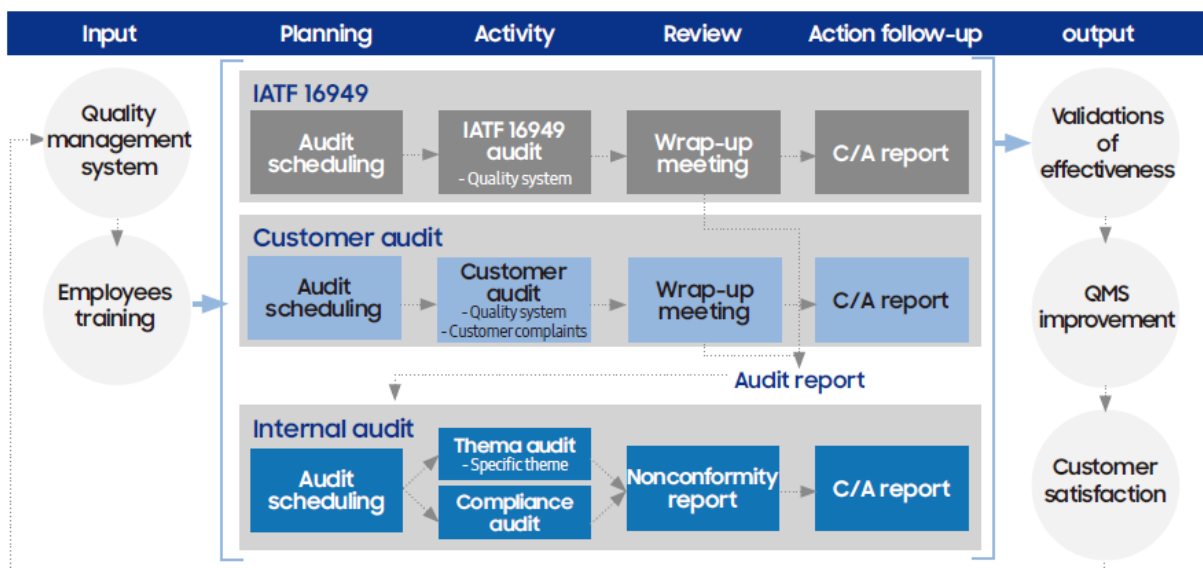 Input Planning Activity Review Action follow-up output
Quality
management
system
Employees
training
IATF 16949
Audit
scheduling
IATF 16949
audit
- Quality system
Wrap-up
meeting
C/A report
Customer audit
Audit
scheduling
Customer
audit
- Quality system
- Customer complaints
Wrap-up
meeting
C/A report
Audit report
Internal audit
Audit
scheduling
Thema audit
- Specific theme
Compliance
audit
Nonconformity
report
C/A report
Validations
of
effectiveness
QMS
improvement
Customer
satisfaction